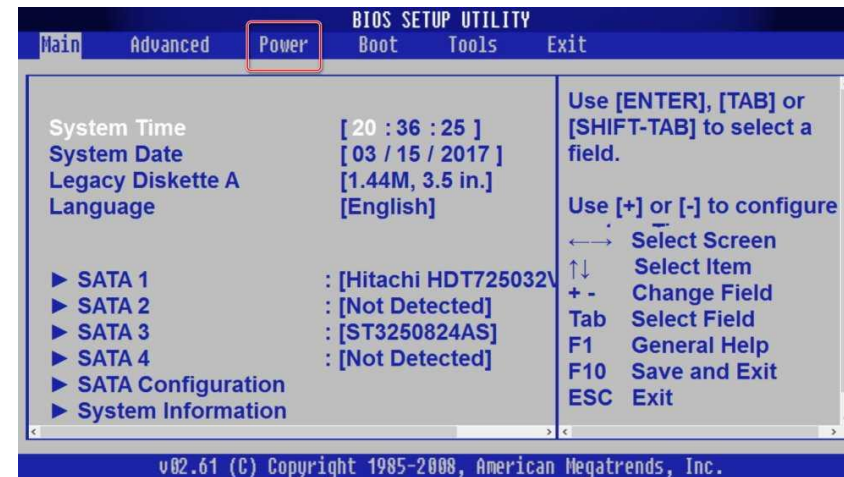 BIOS SETUP UTILITY
Main Advanced Power Boot Tools Exit
System Time [ 20 : 36 : 25 ]
System Date [ 03 / 15 / 2017 ]
Legacy Diskette A [1.44M, 3.5 in.]
Language [English]
► SATA 1 : [Hitachi HDT725032V
► SATA 2 : [Not Detected]
► SATA 3 : [ST3250824AS]
► SATA 4 : [Not Detected]
► SATA Configuration
► System Information
Use [ENTER], [TAB] or
[SHIFT-TAB] to select a
field.
Use [+] or [-] to configure
←→ Select Screen
↑↓ Select Item
+ - Change Field
Tab Select Field
F1 General Help
F10 Save and Exit
ESC Exit
v02.61 (C) Copyright 1985-2008, American Megatrends, Inc.